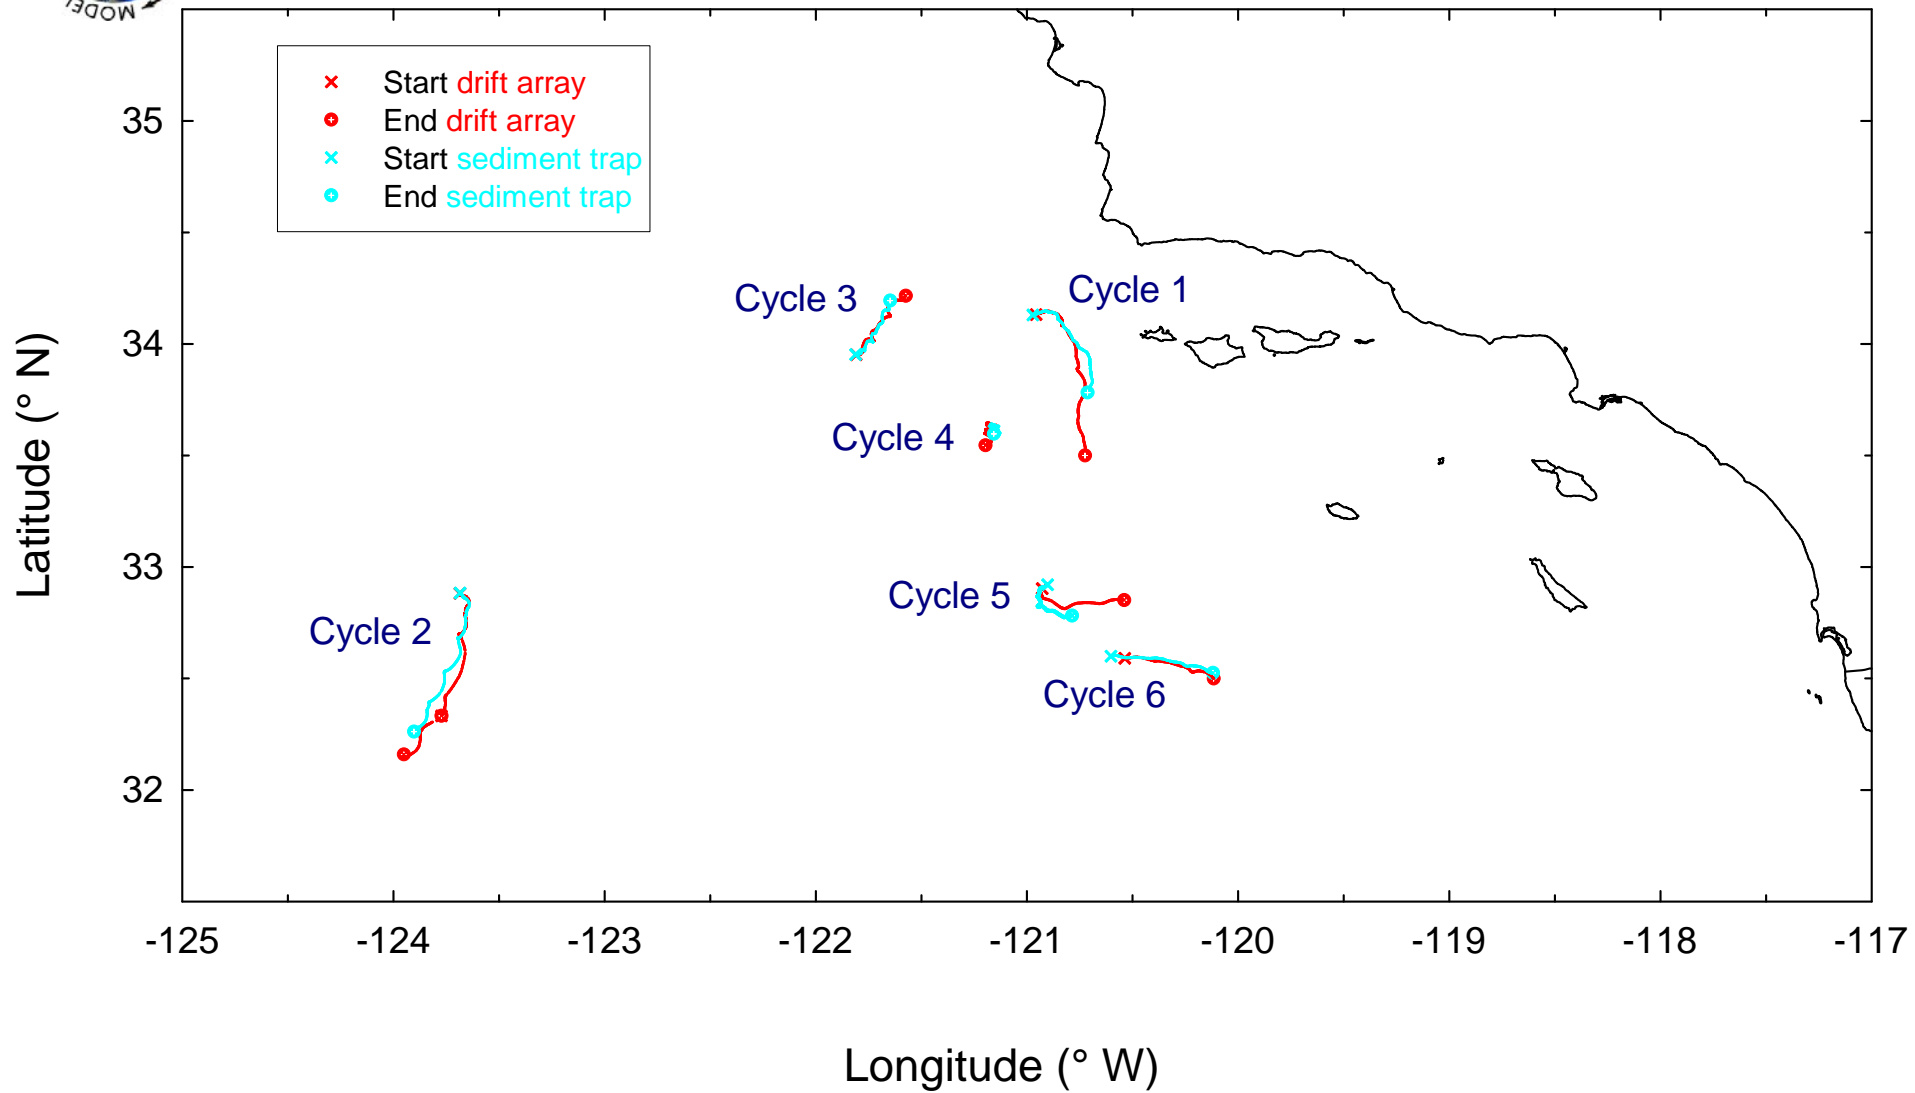 MODEL
Start drift array
End drift array
Start sediment trap
End sediment trap
35
34
33
32
Latitude (° N)
Cycle 3
Cycle 1
Cycle 4
Cycle 5
Cycle 2
Cycle 6
-125
-124
-123
-122
-121
-120
-119
-118
-117
Longitude (° W)